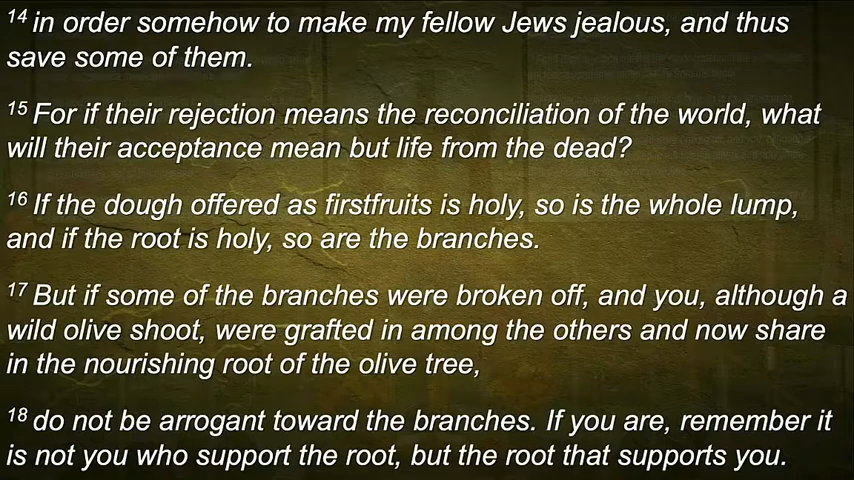 14 in order somehow to make my fellow Jews jealous, and thus
save some of them.
15 For if their rejection means the reconciliation of the world, what
will their acceptance mean but life from the dead?
16 If the dough offered as firstfruits is holy, so is the whole lump,
and if the root is holy, so are the branches.
17 But if some of the branches were broken off, and you, although a
wild olive shoot, were grafted in among the others and now share
in the nourishing root of the olive tree,
18 do not be arrogant toward the branches. If you are, remember it
is not you who support the root, but the root that supports you.